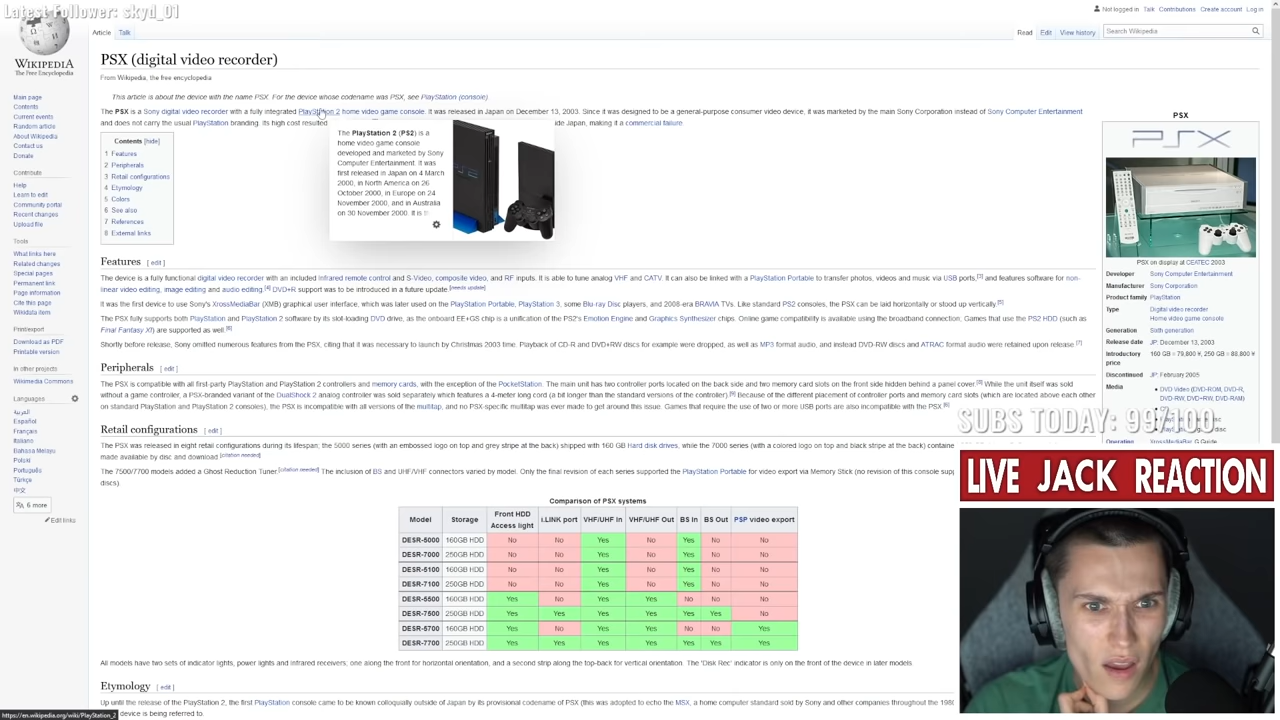 Latest Follower: skyd_01
Not logged in Talk Contributions Create account Log in
Article Talk
Read Edit View history Search Wikipedia
WIKIPEDIA
The Free Encyclopedia
Main page
Contents
Current events
Random article
About Wikipedia
Contact us
Donate
Contribute
Help
Learn to edit
Community portal
Recent changes
Upload file
Tools
What links here
Related changes
Special pages
Permanent link
Page information
Cite this page
Wikidata item
Print/export
Download as PDF
Printable version
In other projects
Wikimedia Commons
Languages
العربية
Español
Français
Italiano
Bahasa Melayu
Polski
Português
Türkçe
中文
6 more
Edit links
PSX (digital video recorder)
From Wikipedia, the free encyclopedia
This article is about the device with the name PSX. For the device whose codename was PSX, see PlayStation (console).
The PSX is a Sony digital video recorder with a fully integrated PlayStation 2 home video game console. It was released in Japan on December 13, 2003. Since it was designed to be a general-purpose consumer video device, it was marketed by the main Sony Corporation instead of Sony Computer Entertainment
and does not carry the usual PlayStation branding. Its high cost resulted
de Japan, making it a commercial failure
The PlayStation 2 (PS2) is a
home video game console
developed and marketed by Sony
Computer Entertainment. It was
first released in Japan on 4 March
2000, in North America on 26
October 2000, in Europe on 24
November 2000, and in Australia
on 30 November 2000. It is th
Contents [hide]
1 Features
2 Peripherals
3 Retail configurations
4 Etymology
5 Colors
6 See also
7 References
8 External links
Features [ edit ]
The device is a fully functional digital video recorder with an included infrared remote control and S-Video, composite video, and RF inputs. It is able to tune analog VHF and CATV. It can also be linked with a PlayStation Portable to transfer photos, videos and music via USB ports,[3] and features software for non-
linear video editing, image editing and audio editing.[4] DVD+R support was to be introduced in a future update.[needs update]
It was the first device to use Sony's XrossMediaBar (XMB) graphical user interface, which was later used on the PlayStation Portable, PlayStation 3, some Blu-ray Disc players, and 2008-era BRAVIA TVs. Like standard PS2 consoles, the PSX can be laid horizontally or stood up vertically.[5]
The PSX fully supports both PlayStation and PlayStation 2 software by its slot-loading DVD drive, as the onboard EE+GS chip is a unification of the PS2's Emotion Engine and Graphics Synthesizer chips. Online game compatibility is available using the broadband connection; Games that use the PS2 HDD (such as
Final Fantasy XI) are supported as well.[6]
Shortly before release, Sony omitted numerous features from the PSX, citing that it was necessary to launch by Christmas 2003 time. Playback of CD-R and DVD+RW discs for example were dropped, as well as MP3 format audio, and instead DVD-RW discs and ATRAC format audio were retained upon release.[7]
Peripherals [ edit ]
The PSX is compatible with all first-party PlayStation and PlayStation 2 controllers and memory cards, with the exception of the PocketStation. The main unit has two controller ports located on the back side and two memory card slots on the front side hidden behind a panel cover.[8] While the unit itself was sold
without a game controller, a PSX-branded variant of the DualShock 2 analog controller was sold separately which features a 4-meter long cord (a bit longer than the standard versions of the controller).[9] Because of the different placement of controller ports and memory card slots (which are located above each other
on standard PlayStation and PlayStation 2 consoles), the PSX is incompatible with all versions of the multitap, and no PSX-specific multitap was ever made to get around this issue. Games that require the use of two or more USB ports are also incompatible with the PSX.[6]
Retail configurations [ edit ]
The PSX was released in eight retail configurations during its lifespan; the 5000 series (with an embossed logo on top and grey stripe at the back) shipped with 160 GB Hard disk drives, while the 7000 series (with a colored logo on top and black stripe at the back) containe
made available by disc and download.[citation needed]
The 7500/7700 models added a Ghost Reduction Tuner.[citation needed] The inclusion of BS and UHF/VHF connectors varied by model. Only the final revision of each series supported the PlayStation Portable for video export via Memory Stick (no revision of this console sup
discs).
Comparison of PSX systems
Model Storage Front HDD Access light i.LINK port VHF/UHF In VHF/UHF Out BS In BS Out PSP video export
DESR-5000 160GB HDD No No Yes No Yes No No
DESR-7000 250GB HDD No No Yes No Yes No No
DESR-5100 160GB HDD No No Yes No Yes No No
DESR-7100 250GB HDD No No Yes No Yes No No
DESR-5500 160GB HDD Yes No Yes Yes No No No
DESR-7500 250GB HDD Yes Yes Yes Yes Yes Yes No
DESR-5700 160GB HDD Yes No Yes Yes No No Yes
DESR-7700 250GB HDD Yes Yes Yes Yes Yes Yes Yes
All models have two sets of indicator lights, power lights and infrared receivers; one along the front for horizontal orientation, and a second strip along the top-back for vertical orientation. The 'Disk Rec' indicator is only on the front of the device in later models.
Etymology [ edit ]
Up until the release of the PlayStation 2, the first PlayStation console came to be known colloquially outside of Japan by its provisional codename of PSX (this was adopted to echo the MSX, a home computer standard sold by Sony and other companies throughout the 1980
device is being referred to.
https://en.wikipedia.org/wiki/PlayStation_2
PSX
PSX
PSX on display at CEATEC 2003
Developer Sony Computer Entertainment
Manufacturer Sony Corporation
Product family PlayStation
Type Digital video recorder
Home video game console
Generation Sixth generation
Release date JP: December 13, 2003
Introductory price 160 GB = 79,800 ¥, 250 GB = 88,800 ¥
Discontinued JP: February 2005
Media • DVD Video (DVD-ROM, DVD-R,
DVD-RW, DVD+R, DVD-RW)
Operating XrossMediaBar, G Guide
SUBS TODAY: 997/100
LIVE JACK REACTION